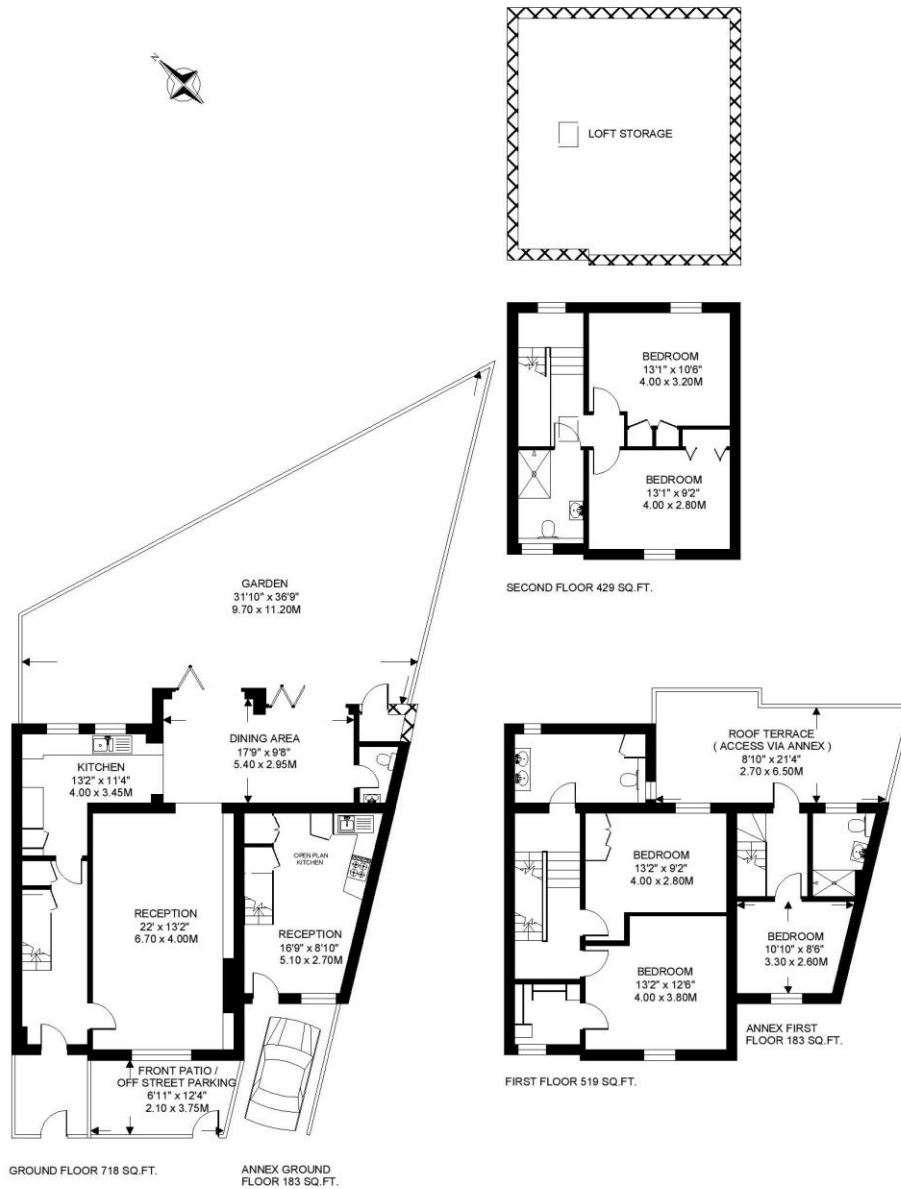 N
LOFT STORAGE
BEDROOM
13'1" x 10'6"
4.00 x 3.20M
BEDROOM
13'1" x 9'2"
4.00 x 2.80M
SECOND FLOOR 429 SQ.FT.
GARDEN
31'10" x 36'9"
9.70 x 11.20M
DINING AREA
17'9" x 9'8"
5.40 x 2.95M
KITCHEN
13'2" x 11'4"
4.00 x 3.45M
OPEN PLAN
KITCHEN
RECEPTION
22' x 13'2"
6.70 x 4.00M
RECEPTION
16'9" x 8'10"
5.10 x 2.70M
FRONT PATIO /
OFF STREET PARKING
6'11" x 12'4"
2.10 x 3.75M
GROUND FLOOR 718 SQ.FT.
ANNEX GROUND
FLOOR 183 SQ.FT.
ROOF TERRACE
( ACCESS VIA ANNEX )
8'10" x 21'4"
2.70 x 6.50M
BEDROOM
13'2" x 9'2"
4.00 x 2.80M
BEDROOM
13'2" x 12'6"
4.00 x 3.80M
BEDROOM
10'10" x 8'6"
3.30 x 2.60M
ANNEX FIRST
FLOOR 183 SQ.FT.
FIRST FLOOR 519 SQ.FT.